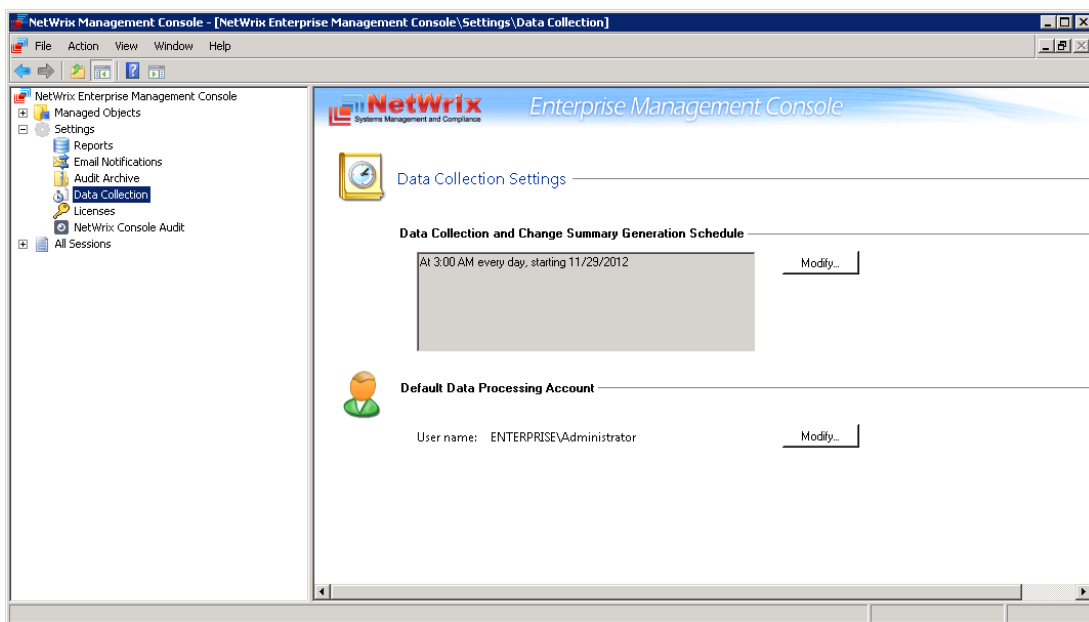 NetWrix Management Console - [NetWrix Enterprise Management Console\Settings\Data Collection]
File Action View Window Help
NetWrix Enterprise Management Console
Managed Objects
Settings
Reports
Email Notifications
Audit Archive
Data Collection
Licenses
NetWrix Console Audit
All Sessions
NetWrix
Systems Management and Compliance
Enterprise Management Console
Data Collection Settings
Data Collection and Change Summary Generation Schedule
At 3:00 AM every day, starting 11/29/2012
Modify...
Default Data Processing Account
User name: ENTERPRISE\Administrator
Modify...